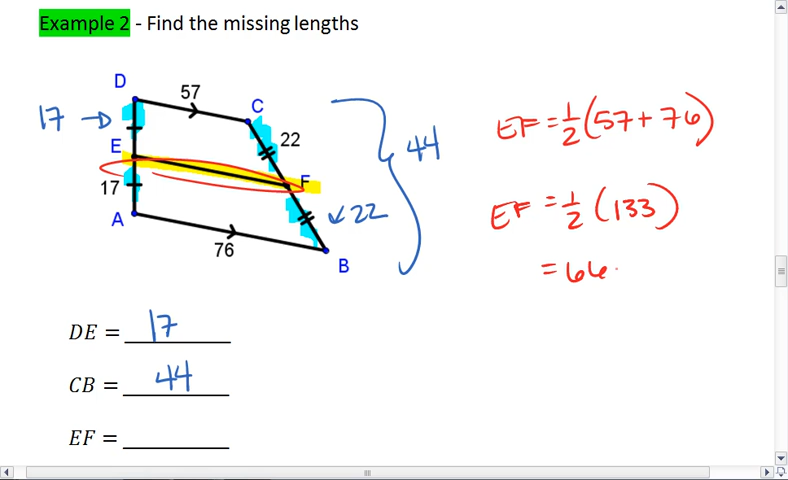 Example 2 - Find the missing lengths
D
57
C
17
22
E
44
F
17
22
A
76
B
EF = 1/2 (57 + 76)
EF = 1/2 (133)
= 66.
DE = 17
CB = 44
EF =